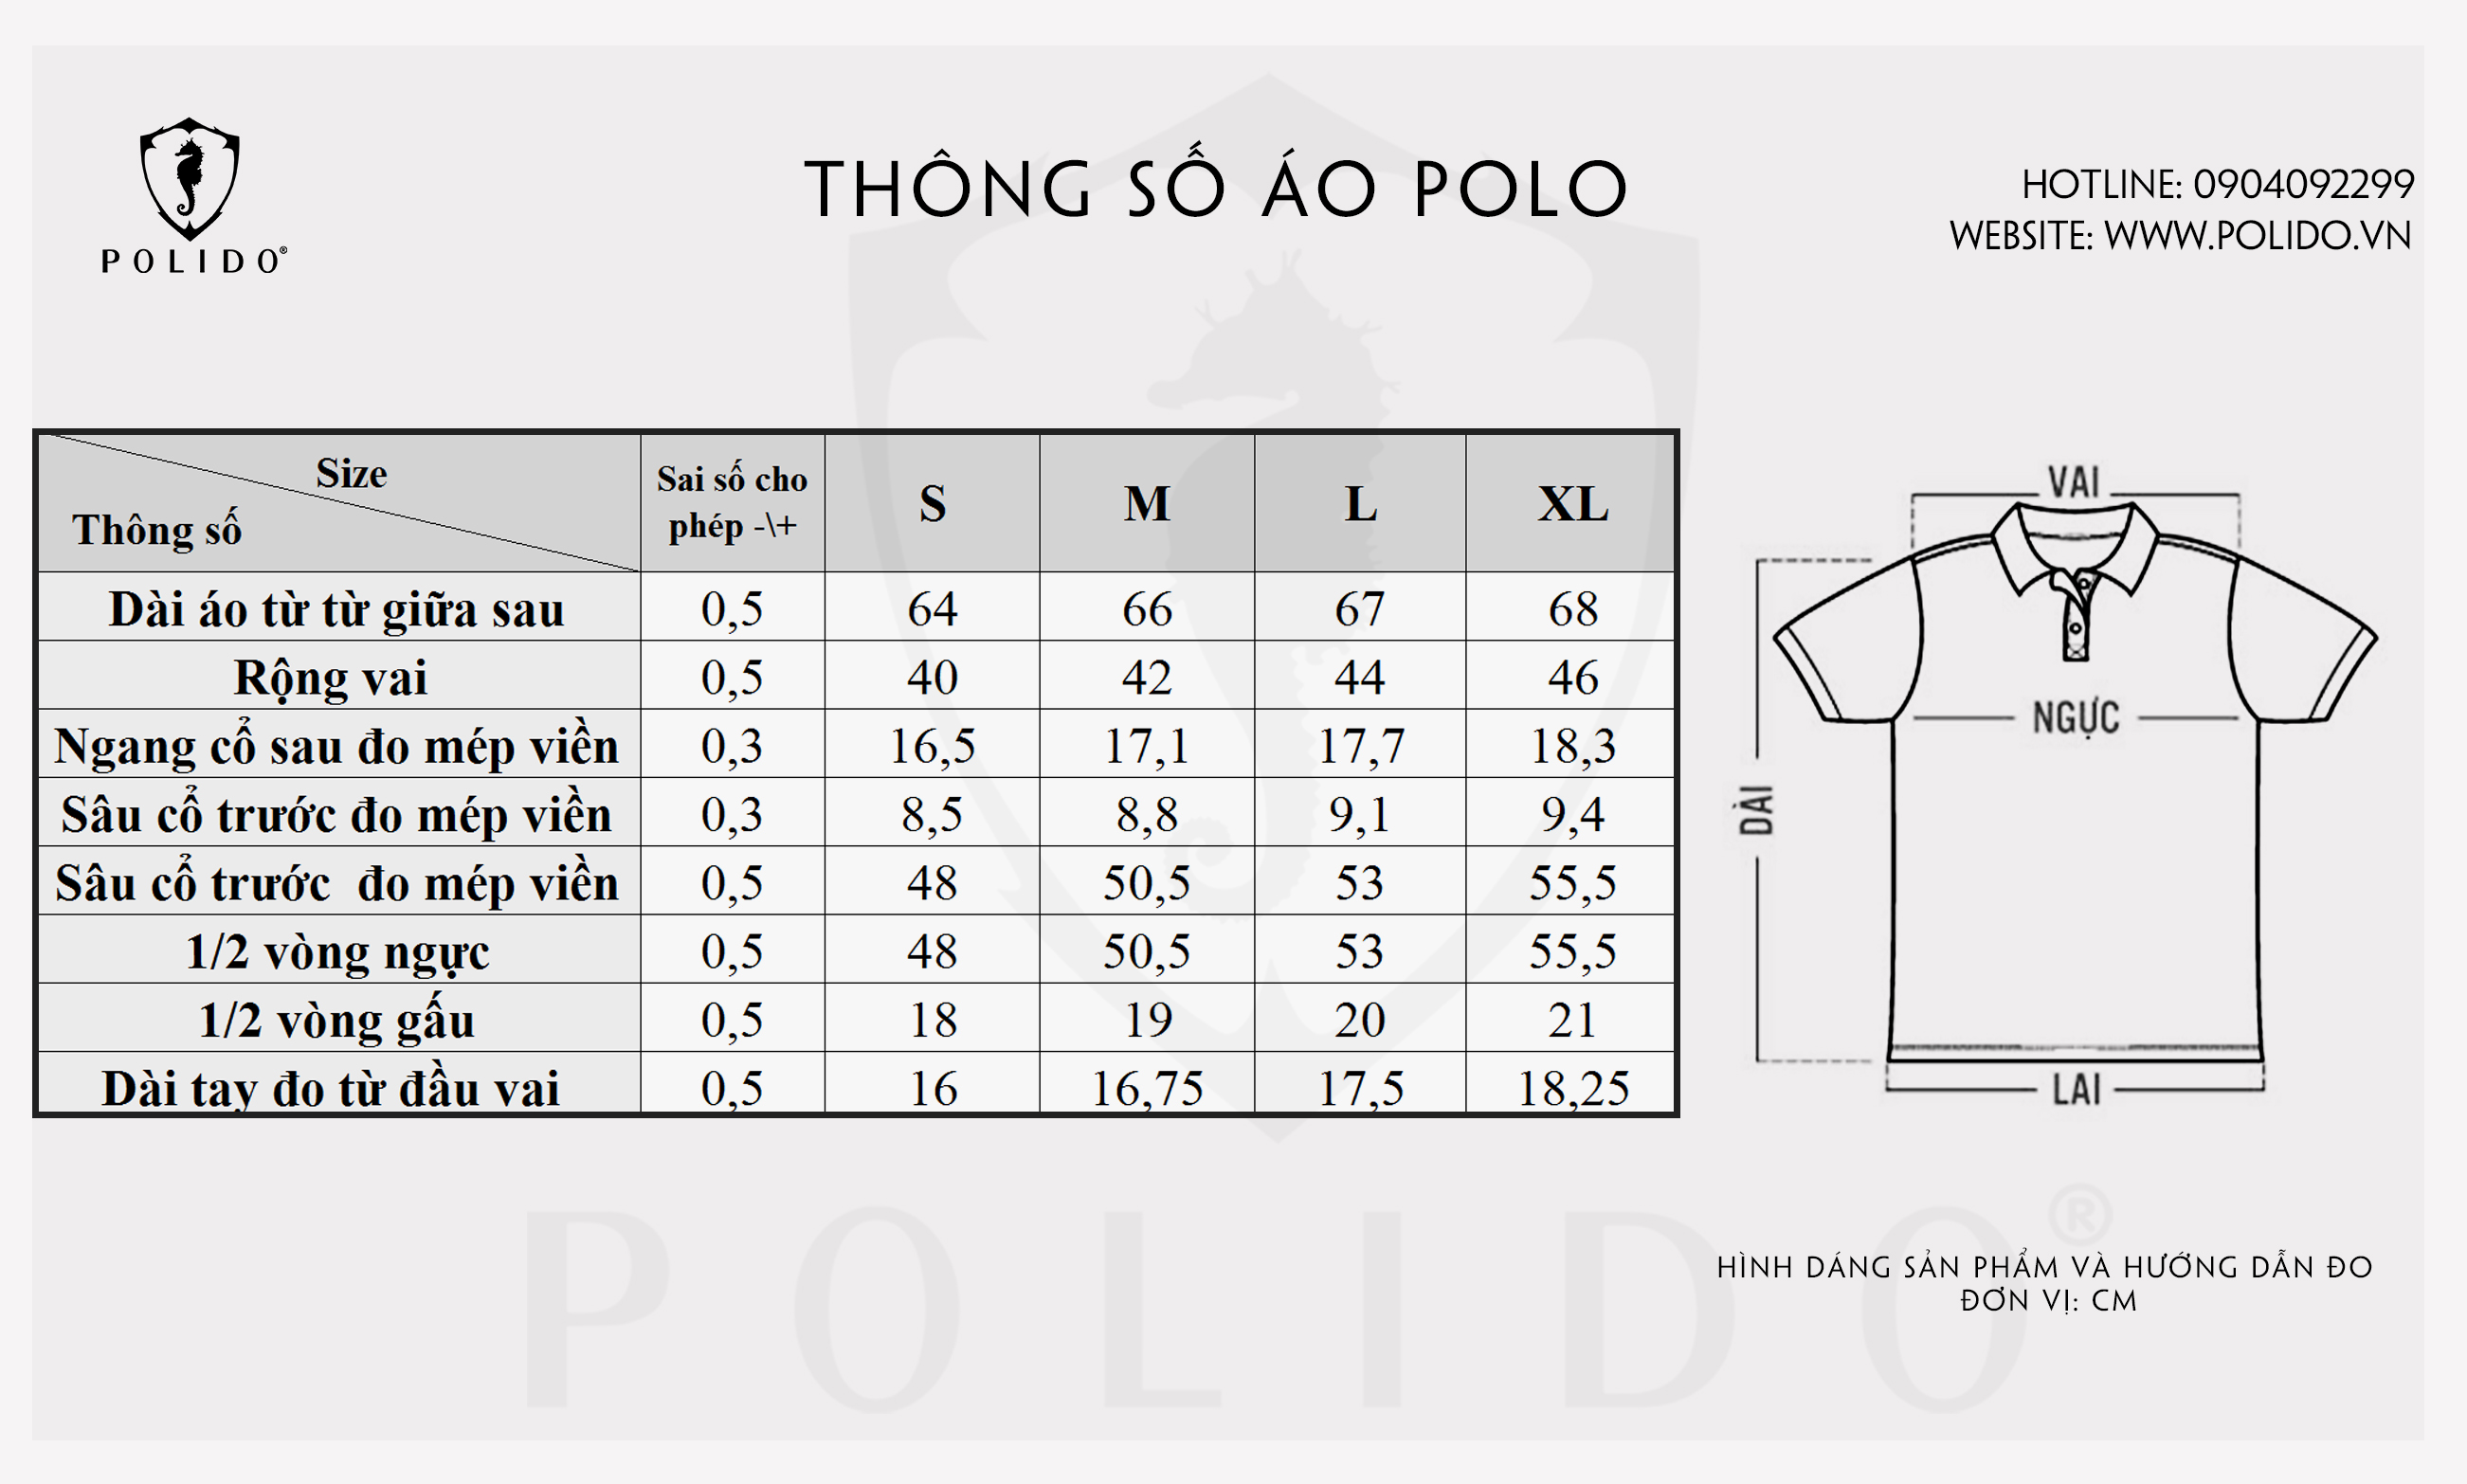 POLIDO®
THÔNG SỐ ÁO POLO
HOTLINE: 0904092299
WEBSITE: WWW.POLIDO.VN
Size
Thông số
Sai số cho
phép -\+
S M L XL
Dài áo từ từ giữa sau 0,5 64 66 67 68
Rộng vai 0,5 40 42 44 46
Ngang cổ sau đo mép viền 0,3 16,5 17,1 17,7 18,3
Sâu cổ trước đo mép viền 0,3 8,5 8,8 9,1 9,4
Sâu cổ trước đo mép viền 0,5 48 50,5 53 55,5
1/2 vòng ngực 0,5 48 50,5 53 55,5
1/2 vòng gấu 0,5 18 19 20 21
Dài tay đo từ đầu vai 0,5 16 16,75 17,5 18,25
VAI
NGỰC
DÀI
LAI
POLIDO®
HÌNH DÁNG SẢN PHẨM VÀ HƯỚNG DẪN ĐO
ĐƠN VỊ: CM